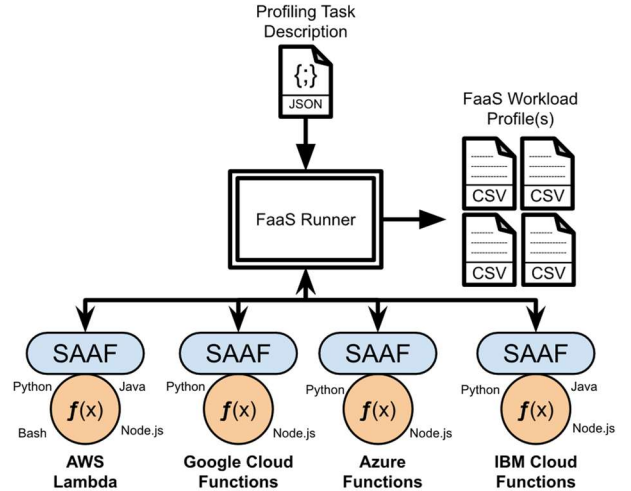 Profiling Task
Description
{;}
JSON
FaaS Workload
Profile(s)
CSV
CSV
CSV
CSV
FaaS Runner
SAAF
SAAF
SAAF
SAAF
Python
Java
f(x)
Bash
Node.js
Python
f(x)
Node.js
Python
f(x)
Node.js
Python
Java
f(x)
Node.js
AWS
Lambda
Google Cloud
Functions
Azure
Functions
IBM Cloud
Functions